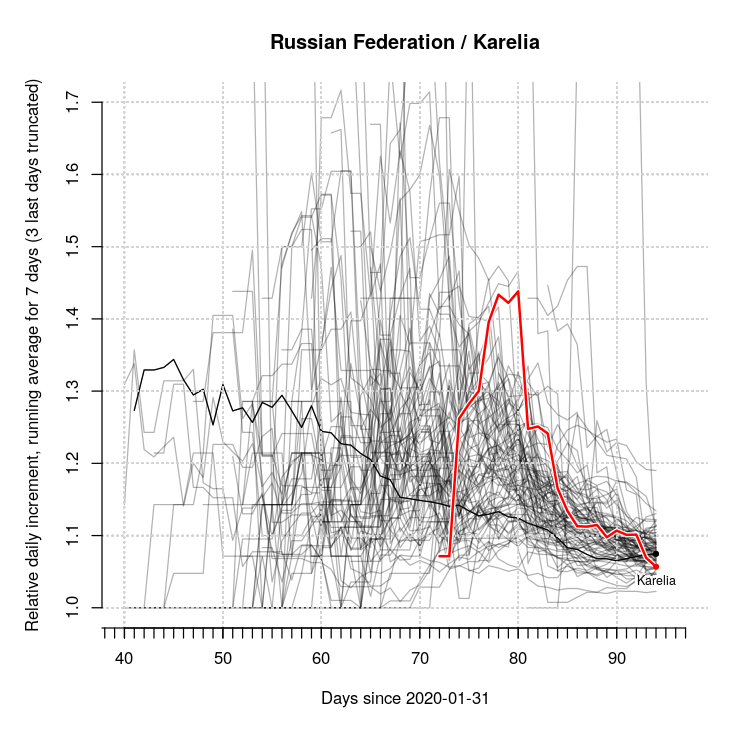 Russian Federation / Karelia
Relative daily increment, running average for 7 days (3 last days truncated)
1.7
1.6
1.5
1.4
1.3
1.2
1.1
1.0
Karelia
40 50 60 70 80 90
Days since 2020-01-31